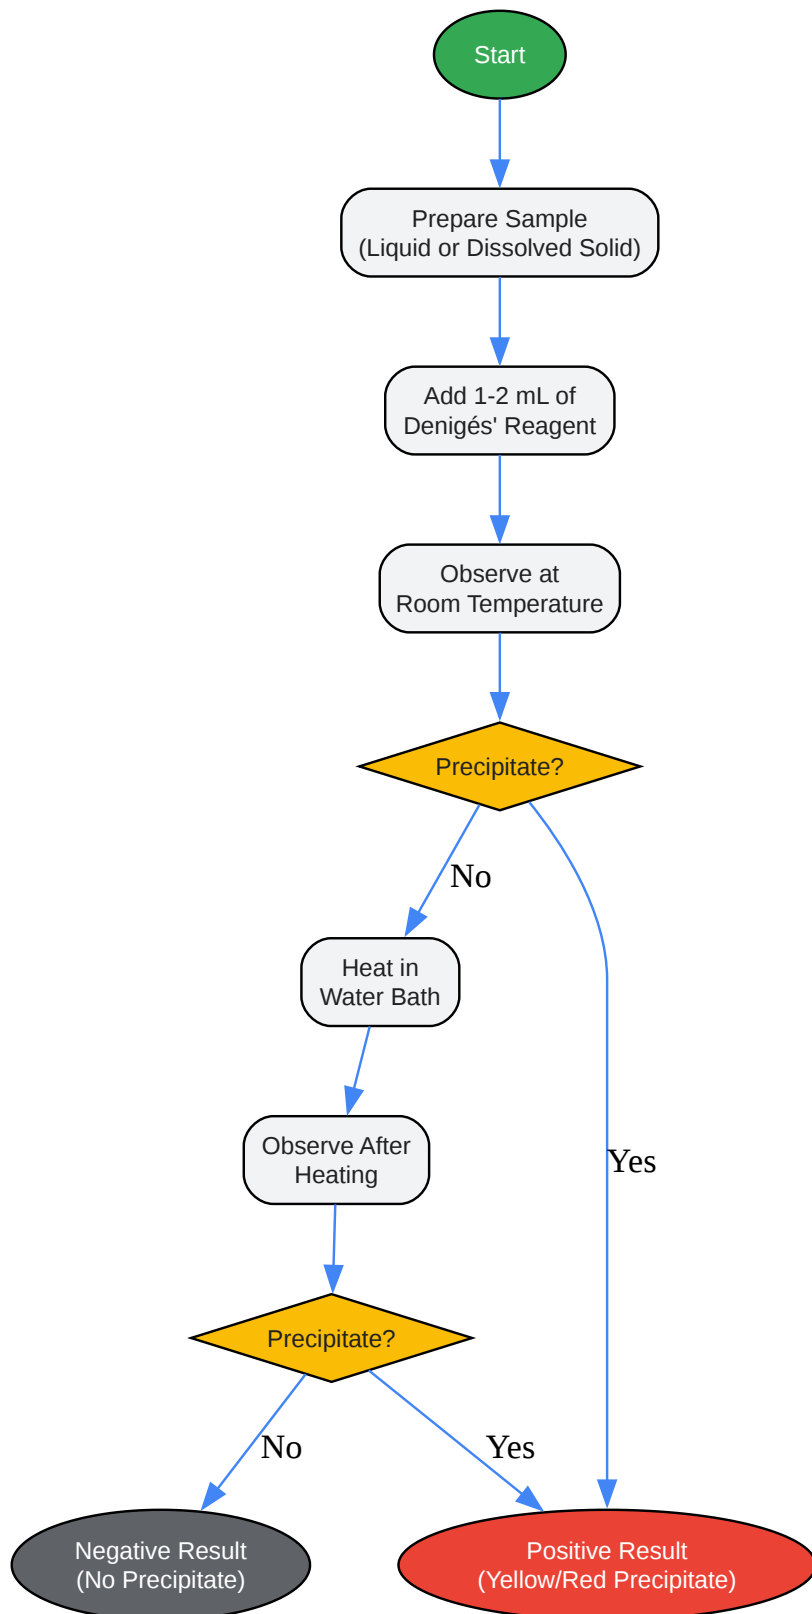 Start
Prepare Sample
(Liquid or Dissolved Solid)
Add 1-2 mL of
Denigés' Reagent
Observe at
Room Temperature
Precipitate?
No
Heat in
Water Bath
Observe After
Heating
Yes
Precipitate?
No
Yes
Negative Result
(No Precipitate)
Positive Result
(Yellow/Red Precipitate)